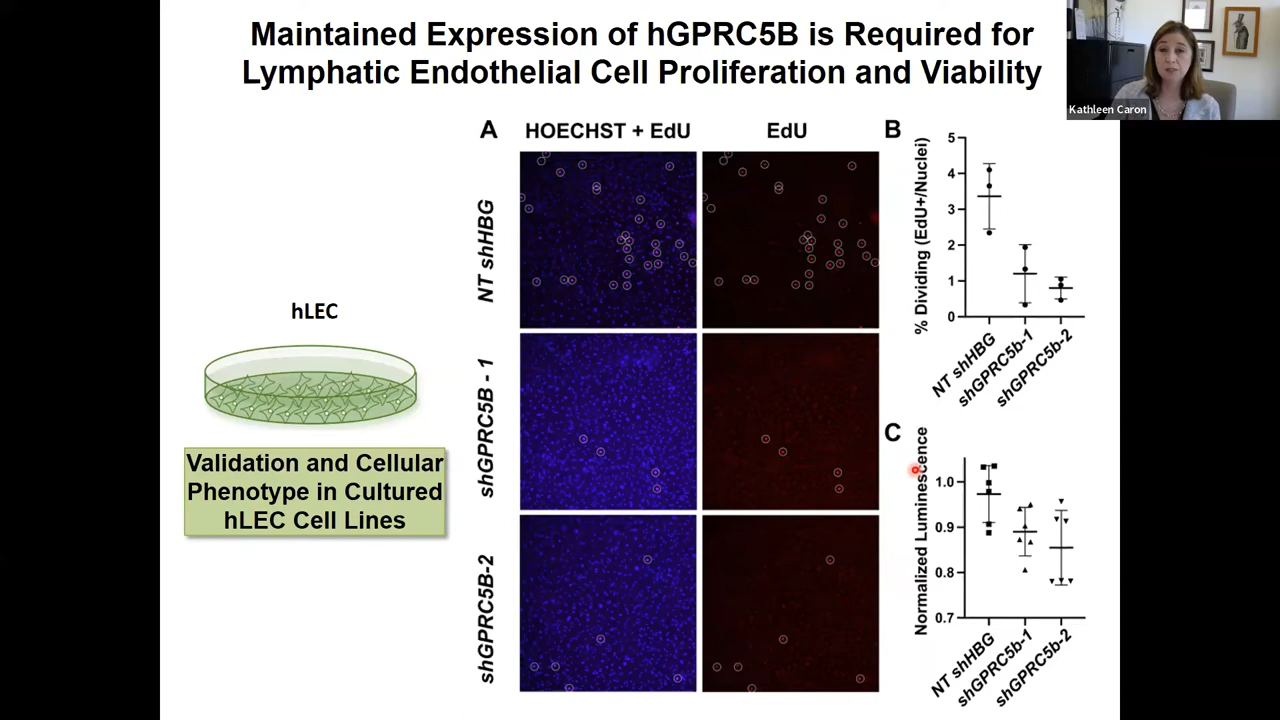 Maintained Expression of hGPRC5B is Required for
Lymphatic Endothelial Cell Proliferation and Viability
Kathleen Caron
hLEC
Validation and Cellular
Phenotype in Cultured
hLEC Cell Lines
A
HOECHST + EdU
EdU
NT shHBG
shGPRC5B - 1
shGPRC5B-2
B
% Dividing (EdU+/Nuclei)
5
4
3
2
1
0
NT shHBG
shGPRC5b-1
shGPRC5b-2
C
Normalized Luminescence
1.0
0.9
0.8
0.7
NT shHBG
shGPRC5b-1
shGPRC5b-2